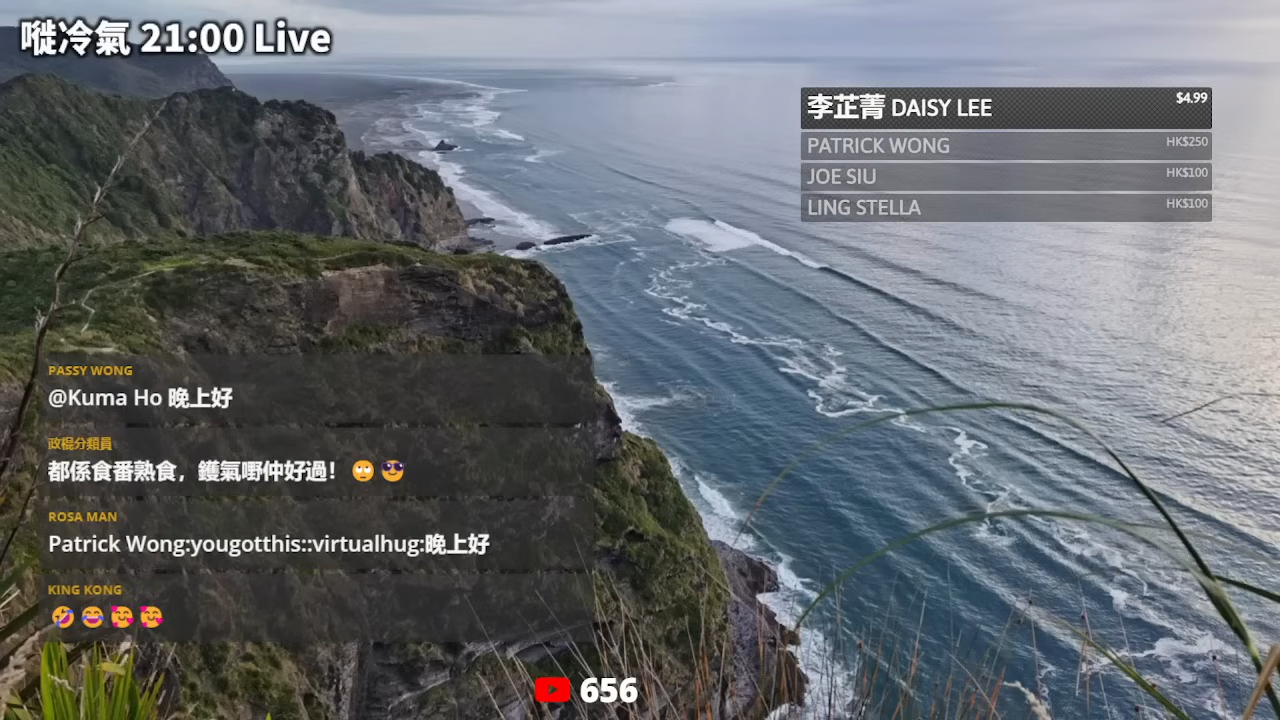 嘥冷氣 21:00 Live
李芷菁 DAISY LEE $4.99
PATRICK WONG HK$250
JOE SIU HK$100
LING STELLA HK$100
PASSY WONG
@Kuma Ho 晚上好
政棍分類員
都係食番熟食，鑊氣嘢仲好過！🙄 😎
ROSA MAN
Patrick Wong:yougotthis::virtualhug:晚上好
KING KONG
🤣 😂 🥰 🥰
656